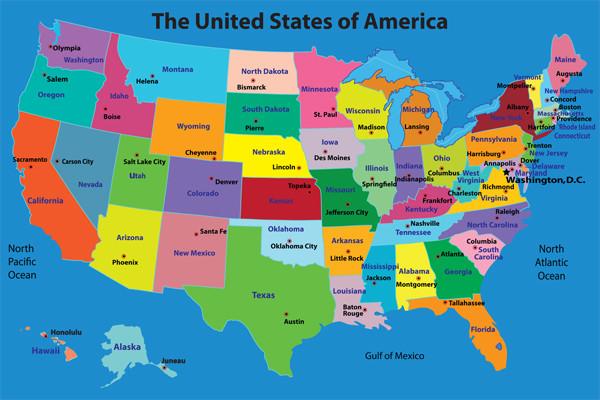 The United States of America
Olympia
Washington
Salem
Oregon
Helena
Montana
North Dakota
Bismarck
Minnesota
St. Paul
Idaho
Boise
South Dakota
Pierre
Wyoming
Cheyenne
Wisconsin
Madison
Michigan
Lansing
Maine
Augusta
Vermont
Montpelier
New Hampshire
Concord
Albany
New York
Boston
Massachusetts
Providence
Rhode Island
Hartford
Connecticut
Sacramento
California
Carson City
Nevada
Salt Lake City
Utah
Denver
Colorado
Nebraska
Lincoln
Iowa
Des Moines
Illinois
Springfield
Indiana
Indianapolis
Ohio
Columbus
Pennsylvania
Harrisburg
Trenton
New Jersey
Dover
Delaware
Annapolis
Maryland
Washington, D.C.
West
Virginia
Charleston
Richmond
Virginia
Topeka
Kansas
Missouri
Jefferson City
Frankfort
Kentucky
Nashville
Tennessee
Raleigh
North Carolina
Columbia
South
Carolina
Arizona
Phoenix
Santa Fe
New Mexico
Oklahoma
Oklahoma City
Arkansas
Little Rock
Mississippi
Jackson
Alabama
Montgomery
Atlanta
Georgia
Tallahassee
Florida
Louisiana
Baton
Rouge
Texas
Austin
North
Pacific
Ocean
North
Atlantic
Ocean
Honolulu
Hawaii
Alaska
Juneau
Gulf of Mexico